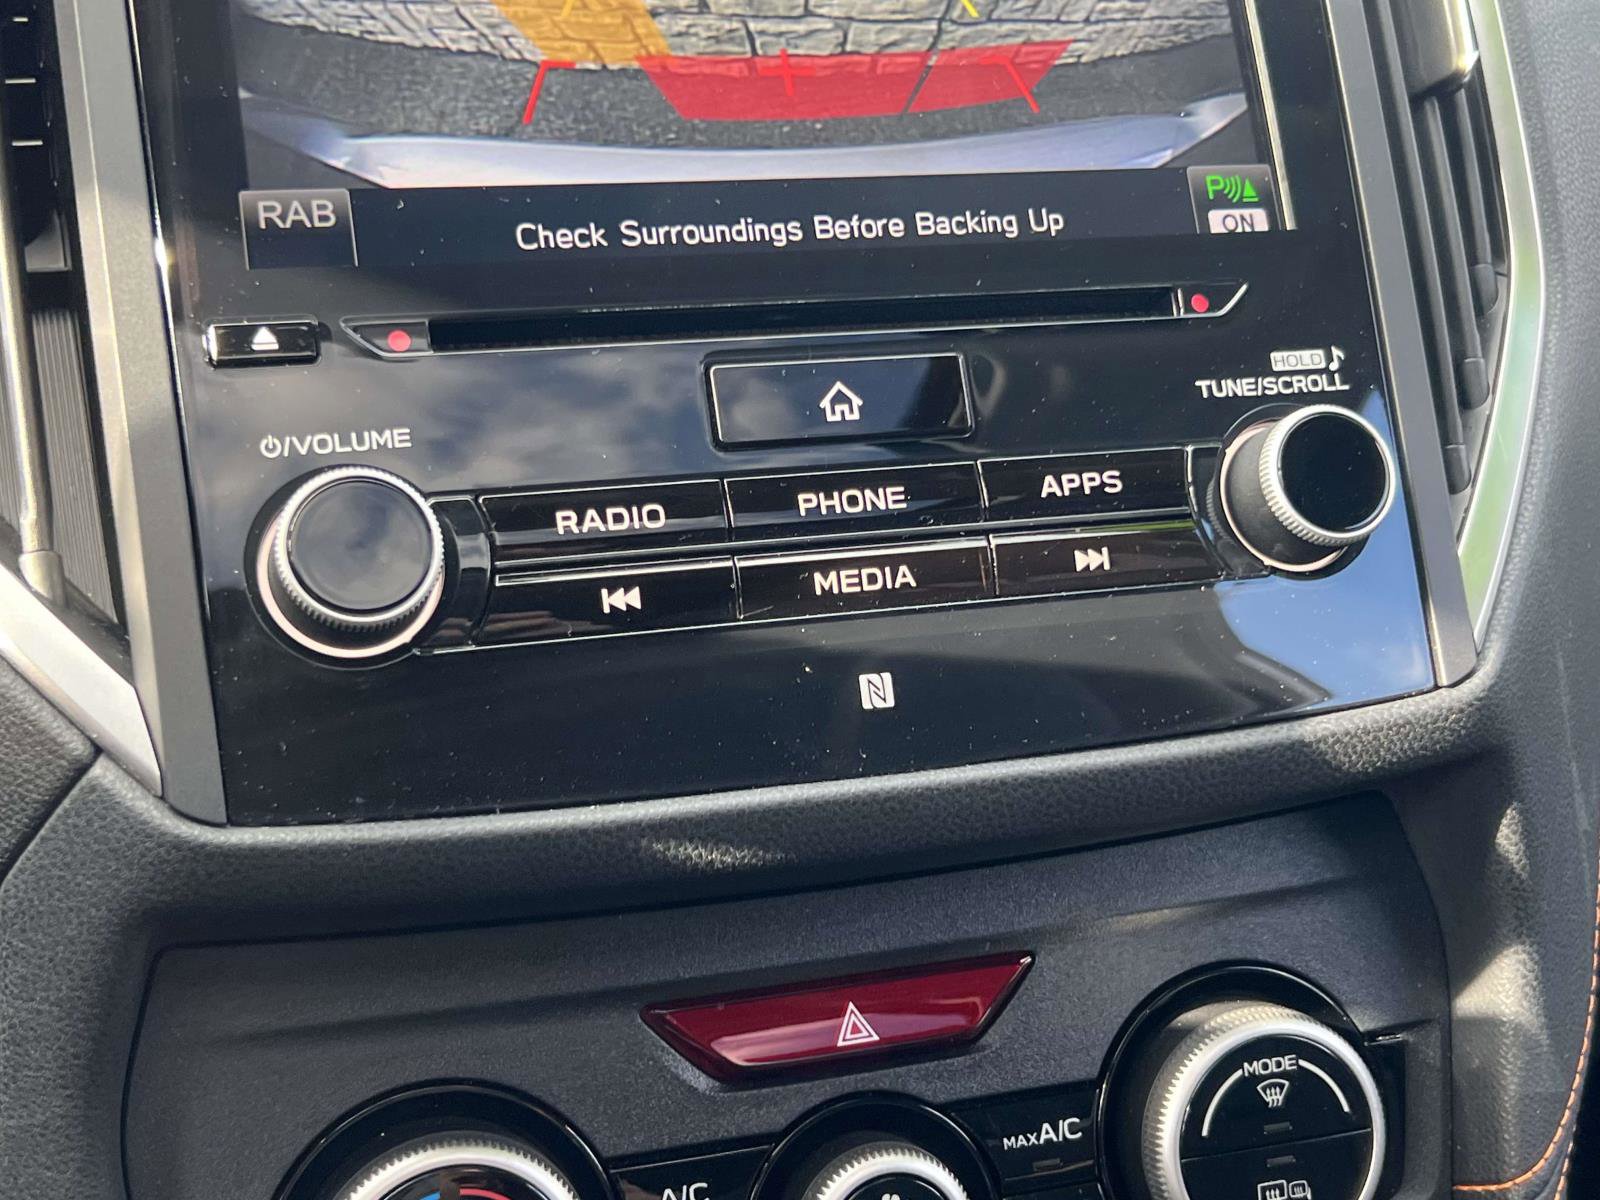 RAB
Check Surroundings Before Backing Up
P
ON
HOLD
TUNE/SCROLL
/VOLUME
RADIO
PHONE
APPS
MEDIA
N
MODE
MAX A/C
A/C